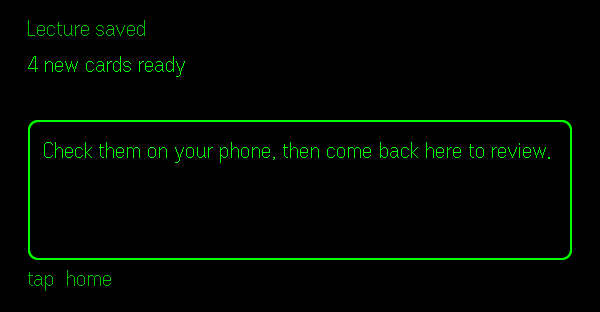 Lecture saved
4 new cards ready
Check them on your phone, then come back here to review.
tap home